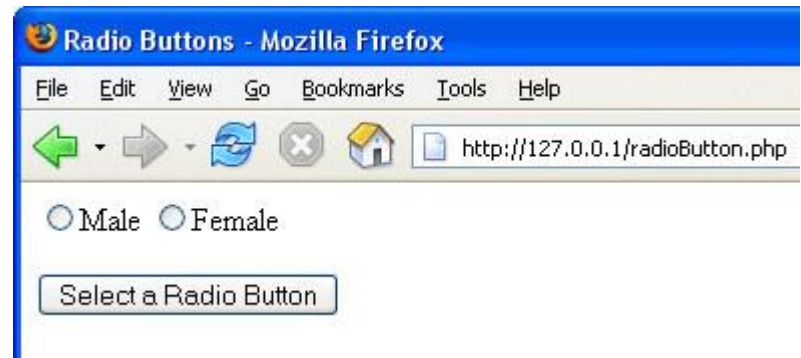 Radio Buttons - Mozilla Firefox
File Edit View Go Bookmarks Tools Help
http://127.0.0.1/radioButton.php
Male Female
Select a Radio Button